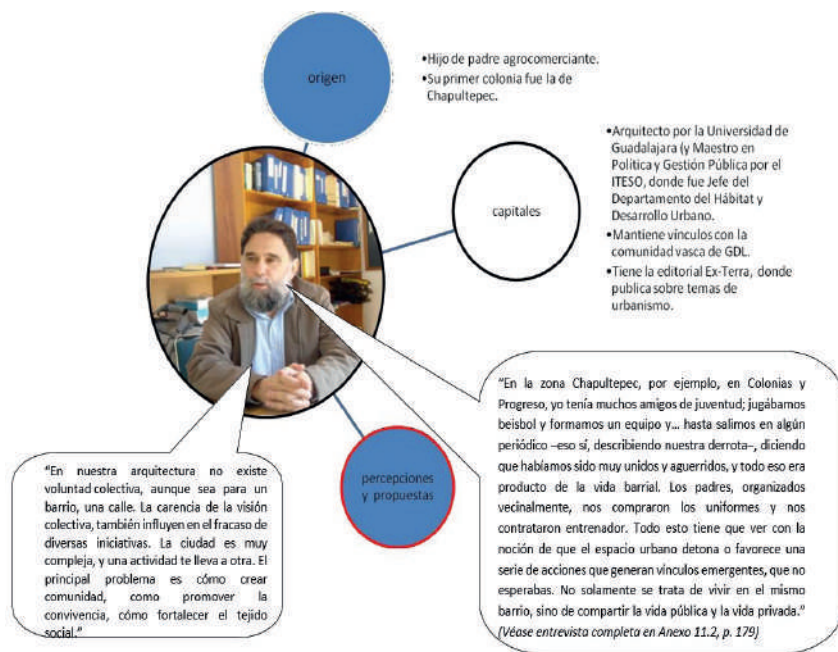 origen
•Hijo de padre agrocomerciante.
•Su primer colonia fue la de
Chapultepec.
capitales
•Arquitecto por la Universidad de
Guadalajara (y Maestro en
Política y Gestión Pública por el
ITESO, donde fue Jefe del
Departamento del Hábitat y
Desarrollo Urbano.
•Mantiene vínculos con la
comunidad vasca de GDL.
•Tiene la editorial Ex-Terra, donde
publica sobre temas de
urbanismo.
percepciones
y propuestas
"En nuestra arquitectura no existe
voluntad colectiva, aunque sea para un
barrio, una calle. La carencia de la visión
colectiva, también influyen en el fracaso de
diversas iniciativas. La ciudad es muy
compleja, y una actividad te lleva a otra. El
principal problema es cómo crear
comunidad, como promover la
convivencia, cómo fortalecer el tejido
social."
"En la zona Chapultepec, por ejemplo, en Colonias y
Progreso, yo tenía muchos amigos de juventud; jugábamos
beisbol y formamos un equipo y... hasta salimos en algún
periódico –eso sí, describiendo nuestra derrota–, diciendo
que habíamos sido muy unidos y aguerridos, y todo eso era
producto de la vida barrial. Los padres, organizados
vecinalmente, nos compraron los uniformes y nos
contrataron entrenador. Todo esto tiene que ver con la
noción de que el espacio urbano detona o favorece una
serie de acciones que generan vínculos emergentes, que no
esperabas. No solamente se trata de vivir en el mismo
barrio, sino de compartir la vida pública y la vida privada."
(Véase entrevista completa en Anexo 11.2, p. 179)